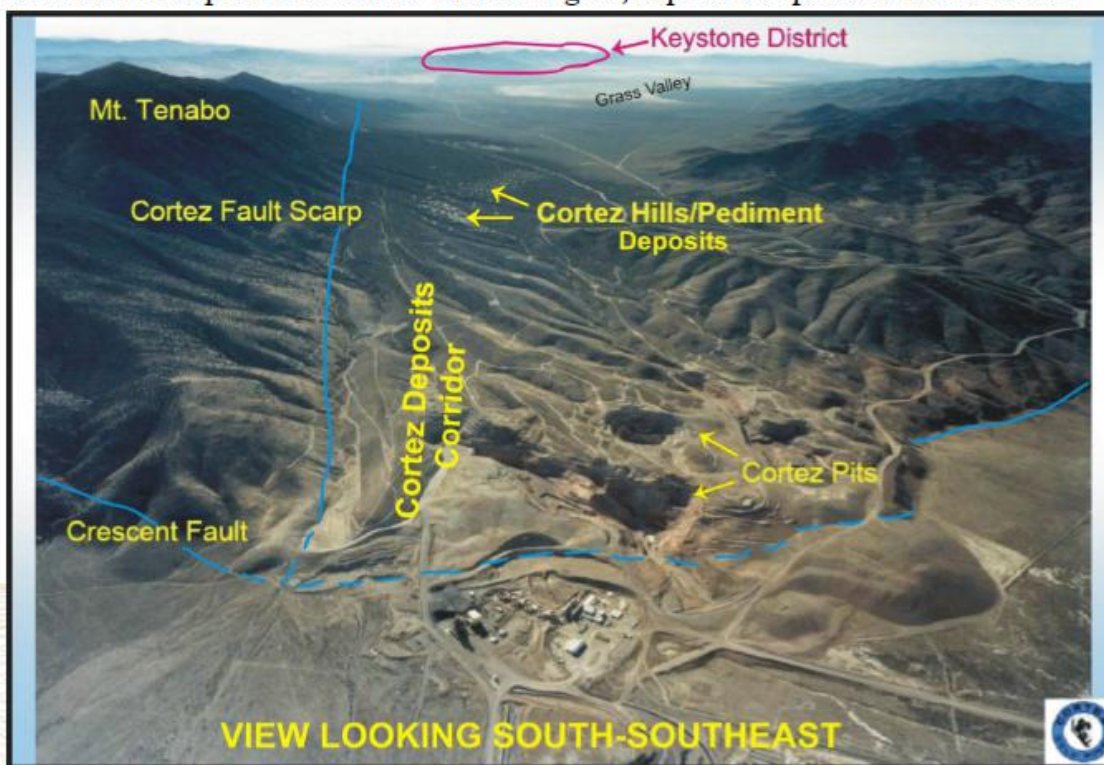 Keystone District
Grass Valley
Mt. Tenabo
Cortez Fault Scarp
Cortez Hills/Pediment
Deposits
Cortez Deposits
Corridor
Cortez Pits
Crescent Fault
VIEW LOOKING SOUTH-SOUTHEAST